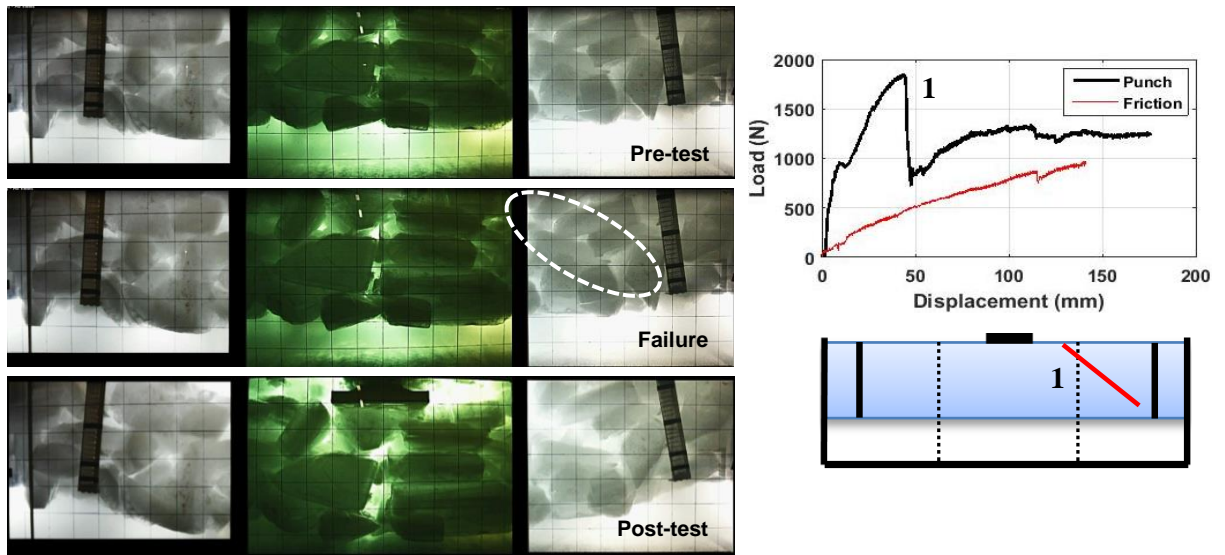 Pre-test
Failure
Post-test
2000
1500
1000
500
0
Load (N)
1
Punch
Friction
0
50
100
150
200
Displacement (mm)
1